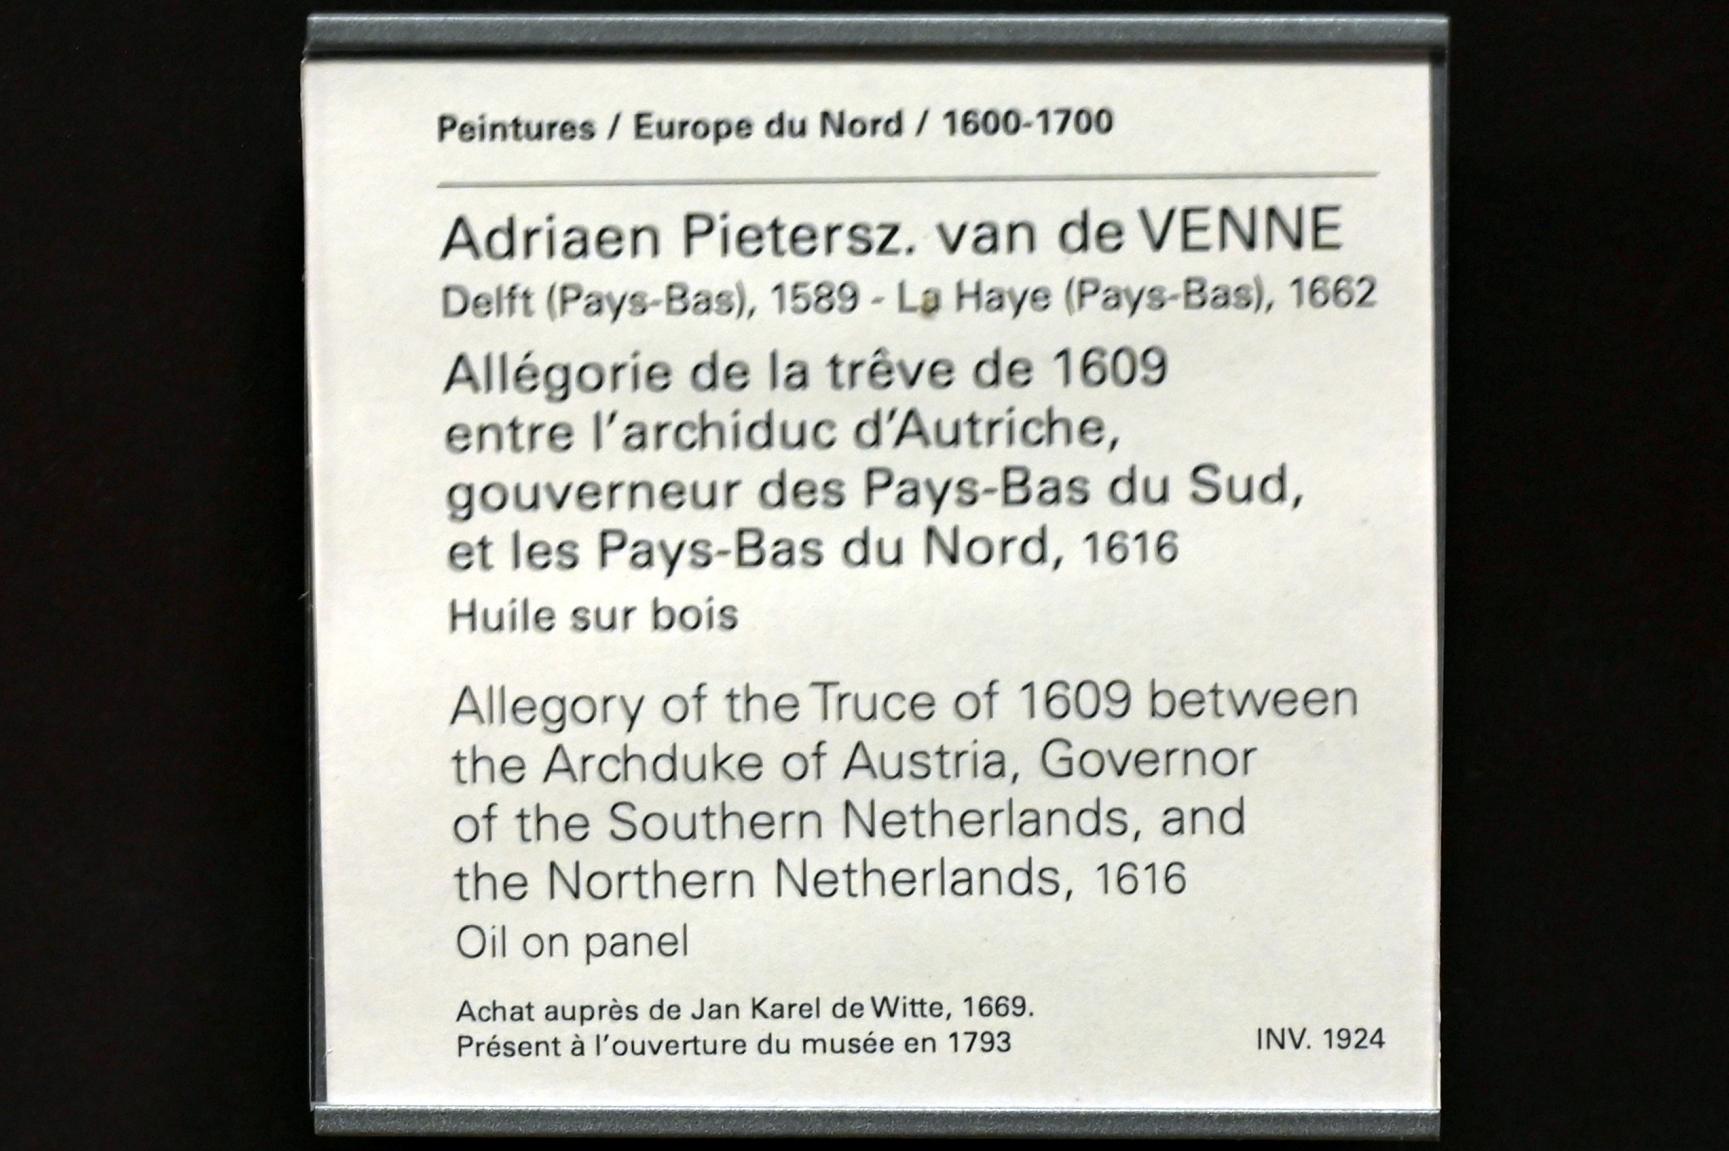 Peintures / Europe du Nord / 1600-1700
Adriaen Pietersz. van de VENNE
Delft (Pays-Bas), 1589 - La Haye (Pays-Bas), 1662
Allégorie de la trêve de 1609
entre l'archiduc d'Autriche,
gouverneur des Pays-Bas du Sud,
et les Pays-Bas du Nord, 1616
Huile sur bois
Allegory of the Truce of 1609 between
the Archduke of Austria, Governor
of the Southern Netherlands, and
the Northern Netherlands, 1616
Oil on panel
Achat auprès de Jan Karel de Witte, 1669.
Présent à l'ouverture du musée en 1793
INV. 1924